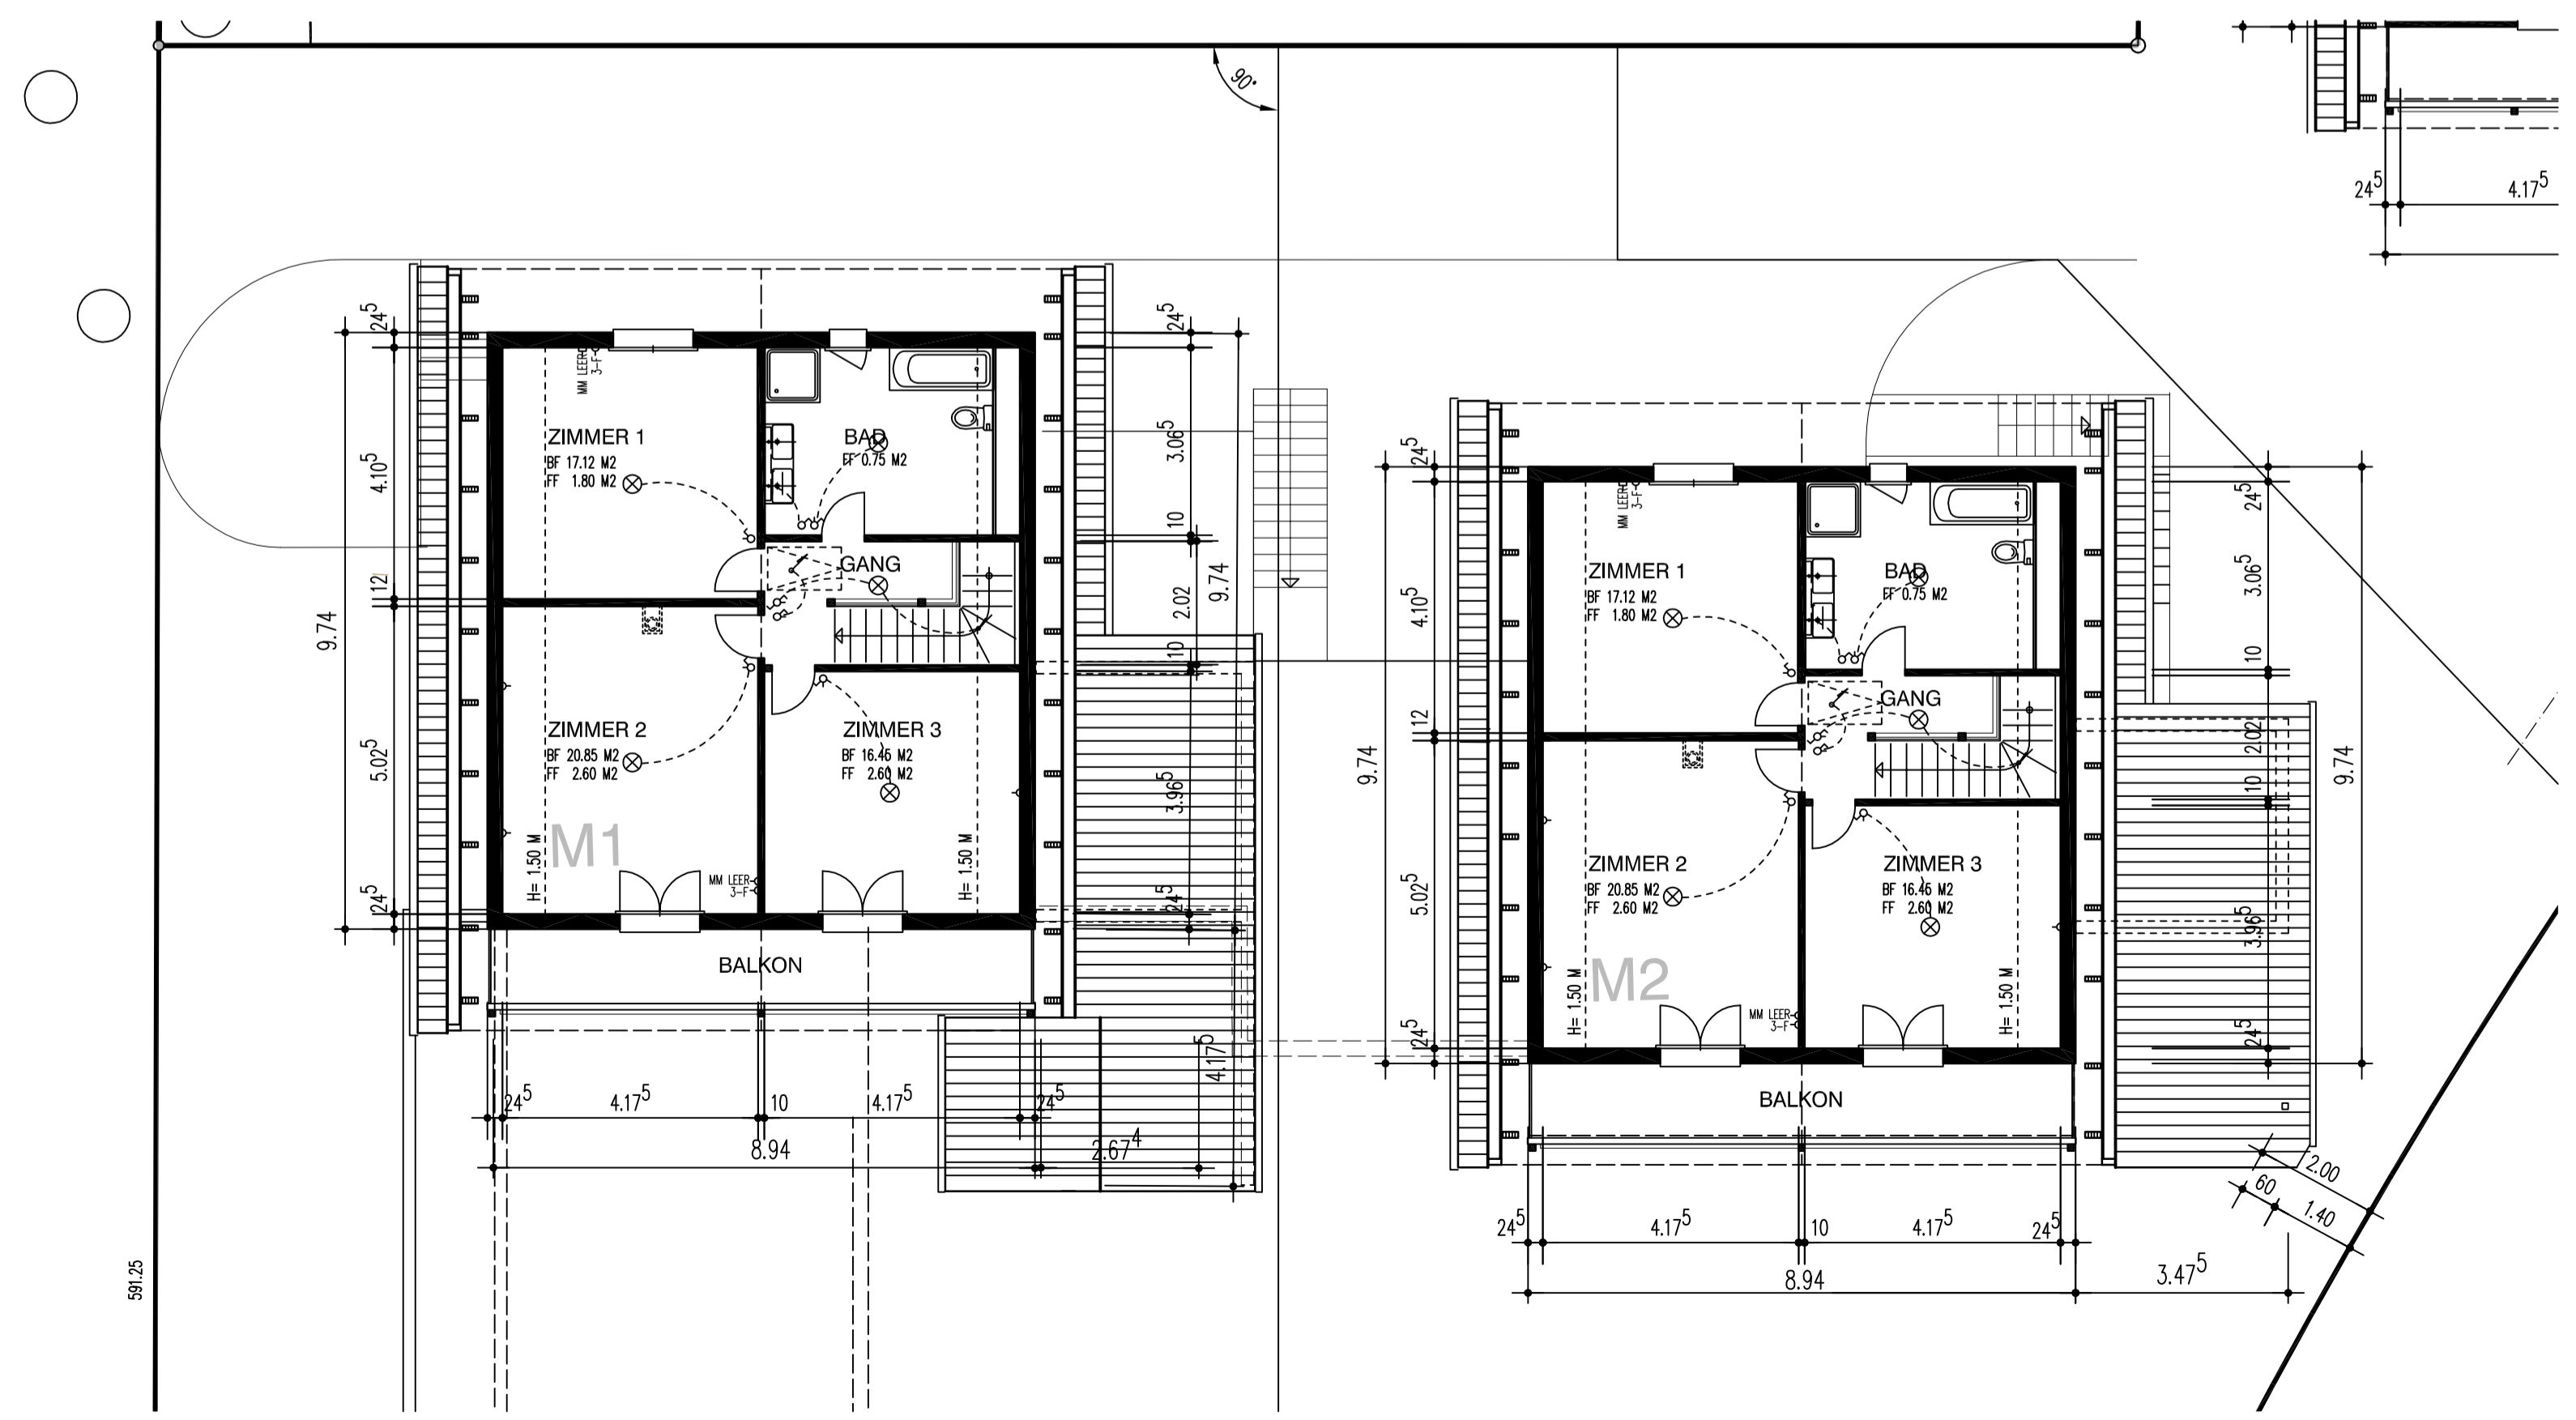 90°
24⁵
4.17⁵
24⁵
4.10⁵
12
9.74
5.02⁵
24⁵
MM LEER
3-F
ZIMMER 1
BF 17.12 M2
FF 1.80 M2
BAD
FF 0.75 M2
GANG
ZIMMER 2
BF 20.85 M2
FF 2.60 M2
ZIMMER 3
BF 16.46 M2
FF 2.60 M2
M1
H= 1.50 M
MM LEER
3-F
H= 1.50 M
BALKON
24⁵
3.06⁵
10
2.02
9.74
10
3.96⁵
24⁵
4.17⁵
24⁵
4.17⁵
10
4.17⁵
24⁵
8.94
2.67⁴
591.25
24⁵
4.10⁵
12
9.74
5.02⁵
24⁵
MM LEER
3-F
ZIMMER 1
BF 17.12 M2
FF 1.80 M2
BAD
FF 0.75 M2
GANG
ZIMMER 2
BF 20.85 M2
FF 2.60 M2
ZIMMER 3
BF 16.46 M2
FF 2.60 M2
M2
H= 1.50 M
MM LEER
3-F
H= 1.50 M
BALKON
24⁵
3.06⁵
10
2.02
10
9.74
3.96⁵
24⁵
2.00
60
1.40
24⁵
4.17⁵
10
4.17⁵
24⁵
8.94
3.47⁵